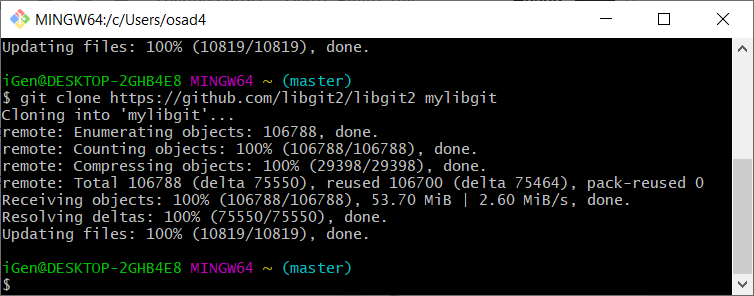 MINGW64:/c/Users/osad4
Updating files: 100% (10819/10819), done.
iGen@DESKTOP-2GHB4E8 MINGW64 ~ (master)
$ git clone https://github.com/libgit2/libgit2 mylibgit
Cloning into 'mylibgit'...
remote: Enumerating objects: 106788, done.
remote: Counting objects: 100% (106788/106788), done.
remote: Compressing objects: 100% (29398/29398), done.
remote: Total 106788 (delta 75550), reused 106700 (delta 75464), pack-reused 0
Receiving objects: 100% (106788/106788), 53.70 MiB | 2.60 MiB/s, done.
Resolving deltas: 100% (75550/75550), done.
Updating files: 100% (10819/10819), done.
iGen@DESKTOP-2GHB4E8 MINGW64 ~ (master)
$